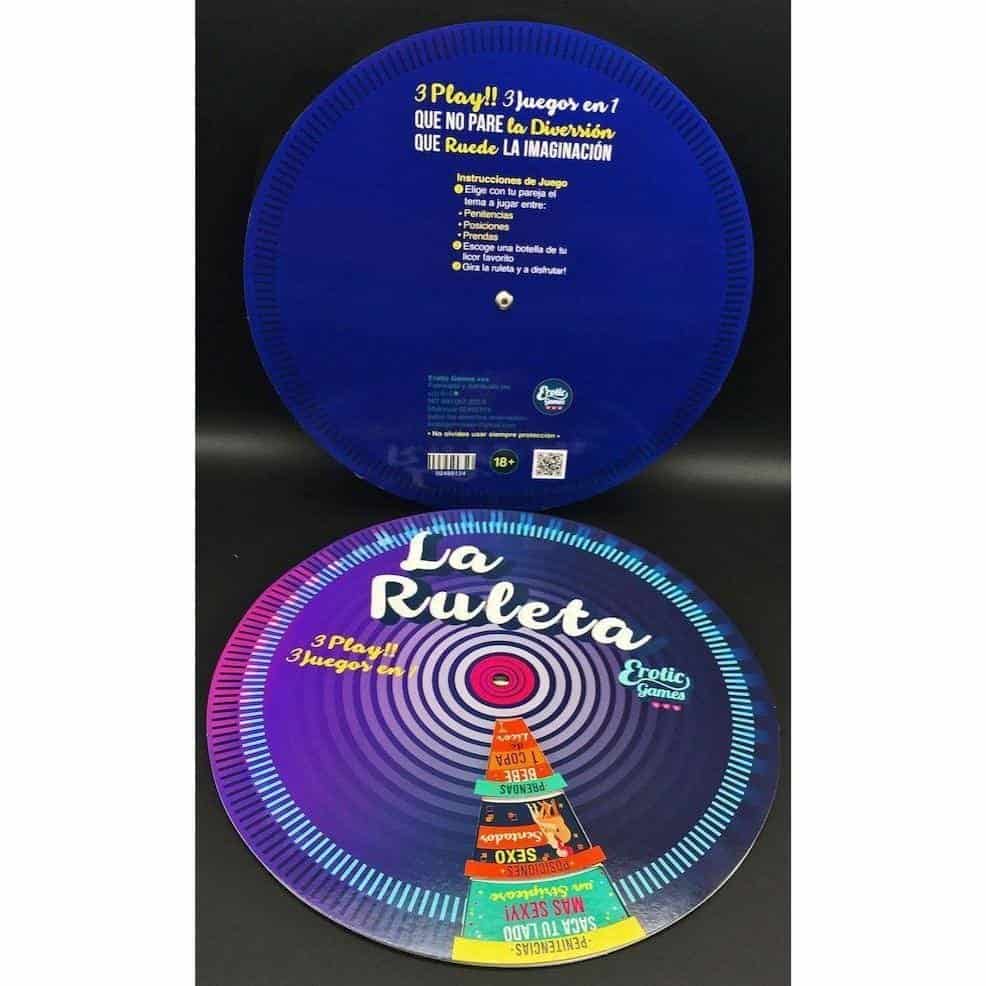 3 Play!! 3 Juegos en 1
QUE NO PARE la Diversión
QUE Ruede LA IMAGINACIÓN
Instrucciones de Juego
1 Elige con tu pareja el
tema a jugar entre:
• Penitencias
• Posiciones
• Prendas
2 Escoge una botella de tu
licor favorito
3 Gira la ruleta y a disfrutar!
Erotic Games
Erotic
Games
• No olvides usar siempre protección •
18+
La
Ruleta
3 Play!!
3 Juegos en 1
Erotic
Games
Licor
de
1 COPA
BEBE
PRENDAS
Sentados
SEXO
POSICIONES
un Striptease
MAS SEXY!
SACA TU LADO
-PENITENCIAS-